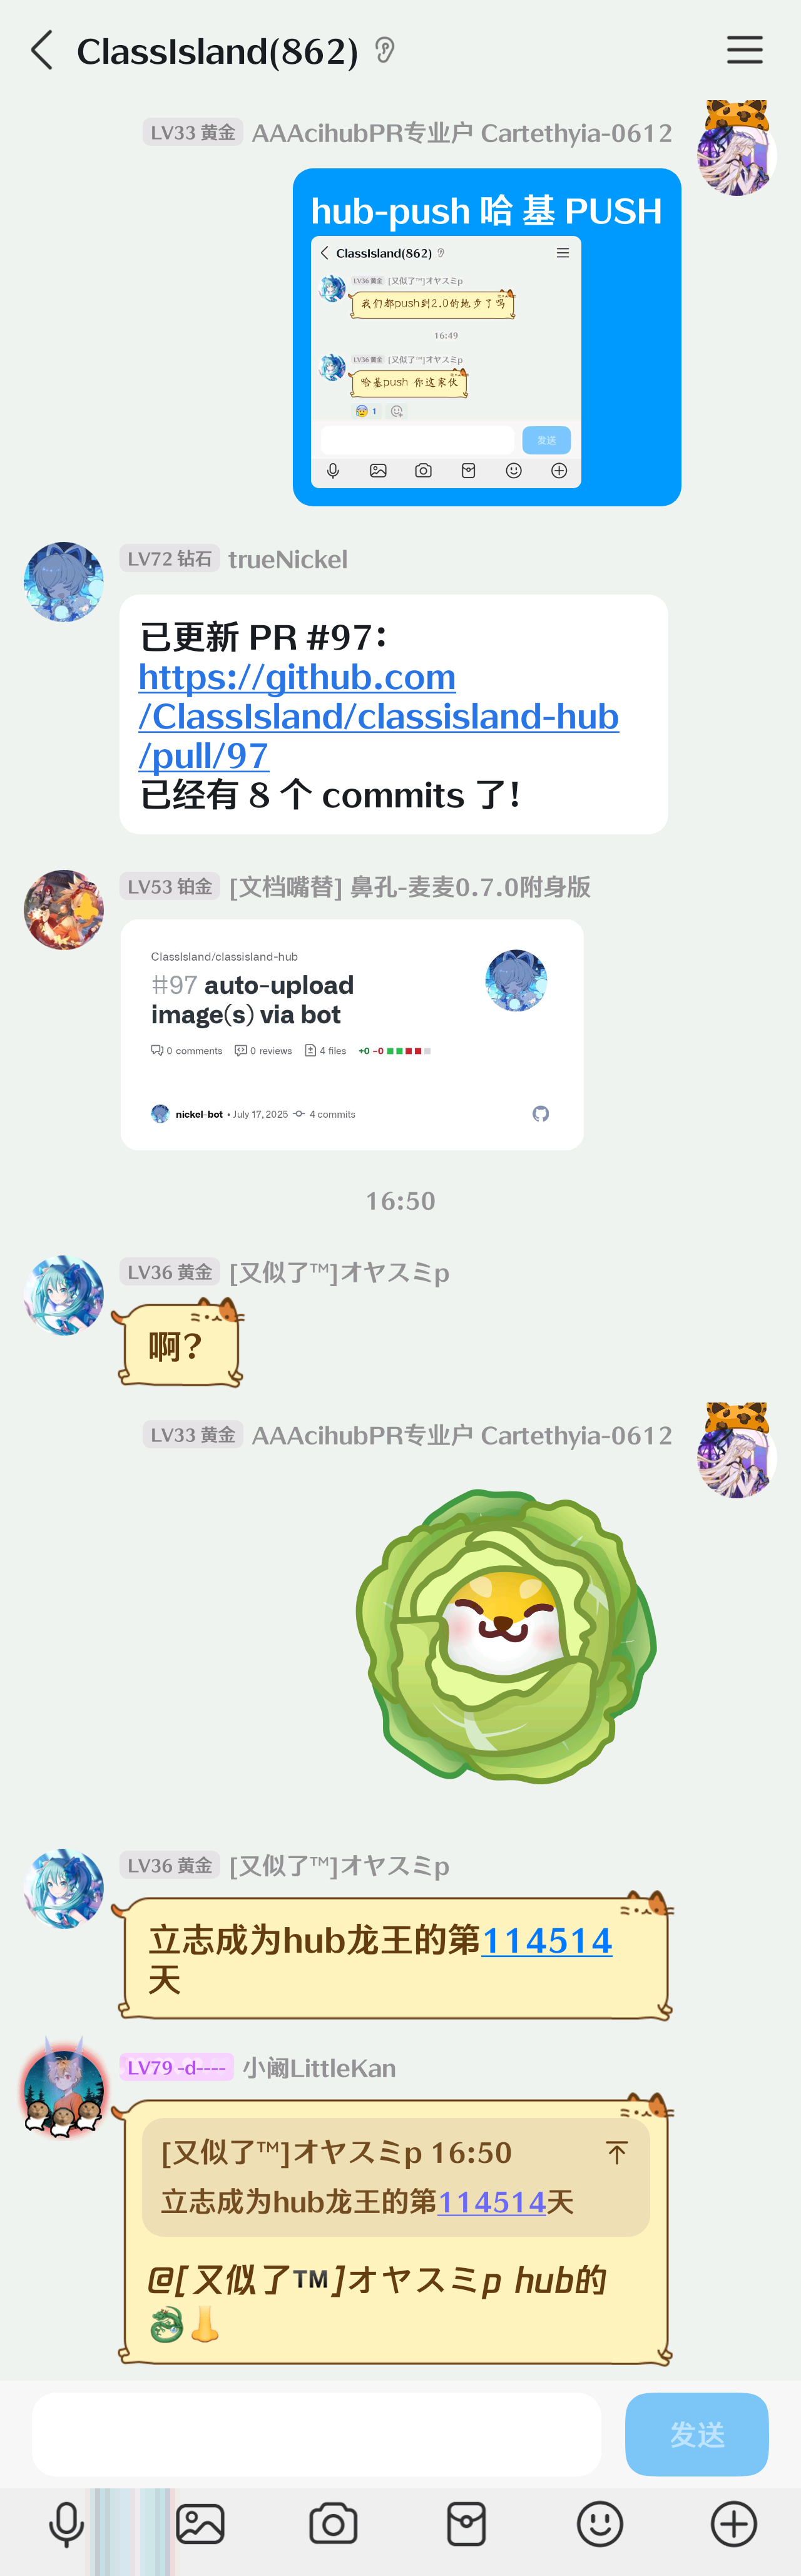 ClassIsland(862)
LV33 黄金 AAAcihubPR专业户 Cartethyia-0612
hub-push 哈 基 PUSH
ClassIsland(862)
LV36 黄金 [又似了™]オヤスミp
我们都push到2.0的地步了吗
16:49
LV36 黄金 [又似了™]オヤスミp
哈基push 你这家伙
1
发送
LV72 钻石 trueNickel
已更新 PR #97：
https://github.com
/ClassIsland/classisland-hub
/pull/97
已经有 8 个 commits 了！
LV53 铂金 [文档嘴替] 鼻孔-麦麦0.7.0附身版
ClassIsland/classisland-hub
#97 auto-upload
image(s) via bot
0 comments 0 reviews 4 files +0 −0
nickel-bot • July 17, 2025 4 commits
16:50
LV36 黄金 [又似了™]オヤスミp
啊？
LV33 黄金 AAAcihubPR专业户 Cartethyia-0612
LV36 黄金 [又似了™]オヤスミp
立志成为hub龙王的第114514
天
LV79 -d---- 小阚LittleKan
[又似了™]オヤスミp 16:50
立志成为hub龙王的第114514天
@[又似了™]オヤスミp hub的
🐉👃
发送